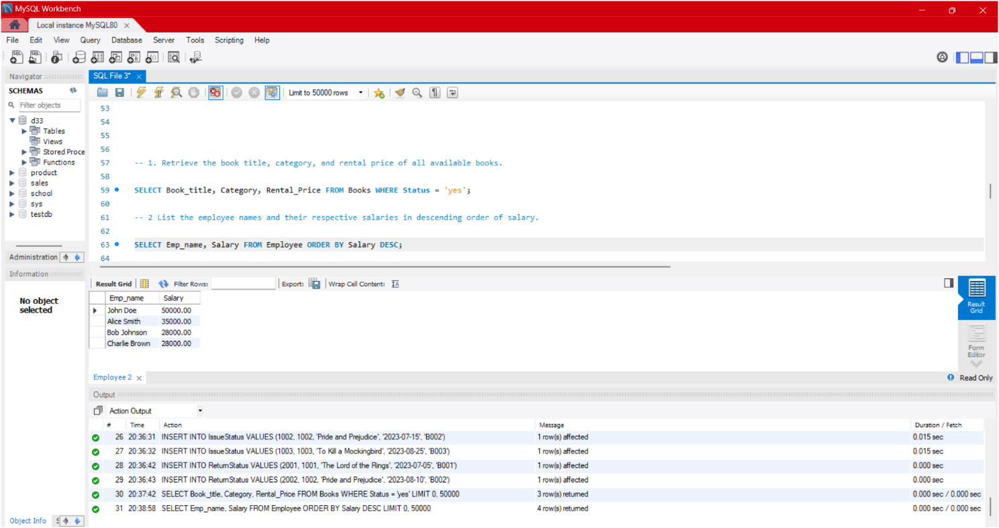 MySQL Workbench
Local instance MySQL80
File Edit View Query Database Server Tools Scripting Help
Navigator
SCHEMAS
Filter objects
d33
Tables
Views
Stored Proce
Functions
product
sales
school
sys
testdb
Administration
Information
No object
selected
Object Info S
SQL File 3*
Limit to 50000 rows
53
54
55
56
57 -- 1. Retrieve the book title, category, and rental price of all available books.
58
59 SELECT Book_title, Category, Rental_Price FROM Books WHERE Status = 'yes';
60
61 -- 2 List the employee names and their respective salaries in descending order of salary.
62
63 SELECT Emp_name, Salary FROM Employee ORDER BY Salary DESC;
64
Result Grid Filter Rows: Export: Wrap Cell Content:
Emp_name Salary
John Doe 50000.00
Alice Smith 35000.00
Bob Johnson 28000.00
Charlie Brown 28000.00
Result
Grid
Form
Editor
Employee 2 Read Only
Output
Action Output
# Time Action Message Duration / Fetch
26 20:36:31 INSERT INTO IssueStatus VALUES (1002, 1002, 'Pride and Prejudice', '2023-07-15', 'B002') 1 row(s) affected 0.015 sec
27 20:36:32 INSERT INTO IssueStatus VALUES (1003, 1003, 'To Kill a Mockingbird', '2023-08-25', 'B003') 1 row(s) affected 0.015 sec
28 20:36:42 INSERT INTO ReturnStatus VALUES (2001, 1001, 'The Lord of the Rings', '2023-07-05', 'B001') 1 row(s) affected 0.000 sec
29 20:36:43 INSERT INTO ReturnStatus VALUES (2002, 1002, 'Pride and Prejudice', '2023-08-10', 'B002') 1 row(s) affected 0.000 sec
30 20:37:42 SELECT Book_title, Category, Rental_Price FROM Books WHERE Status = 'yes' LIMIT 0, 50000 3 row(s) returned 0.000 sec / 0.000 sec
31 20:38:58 SELECT Emp_name, Salary FROM Employee ORDER BY Salary DESC LIMIT 0, 50000 4 row(s) returned 0.000 sec / 0.000 sec